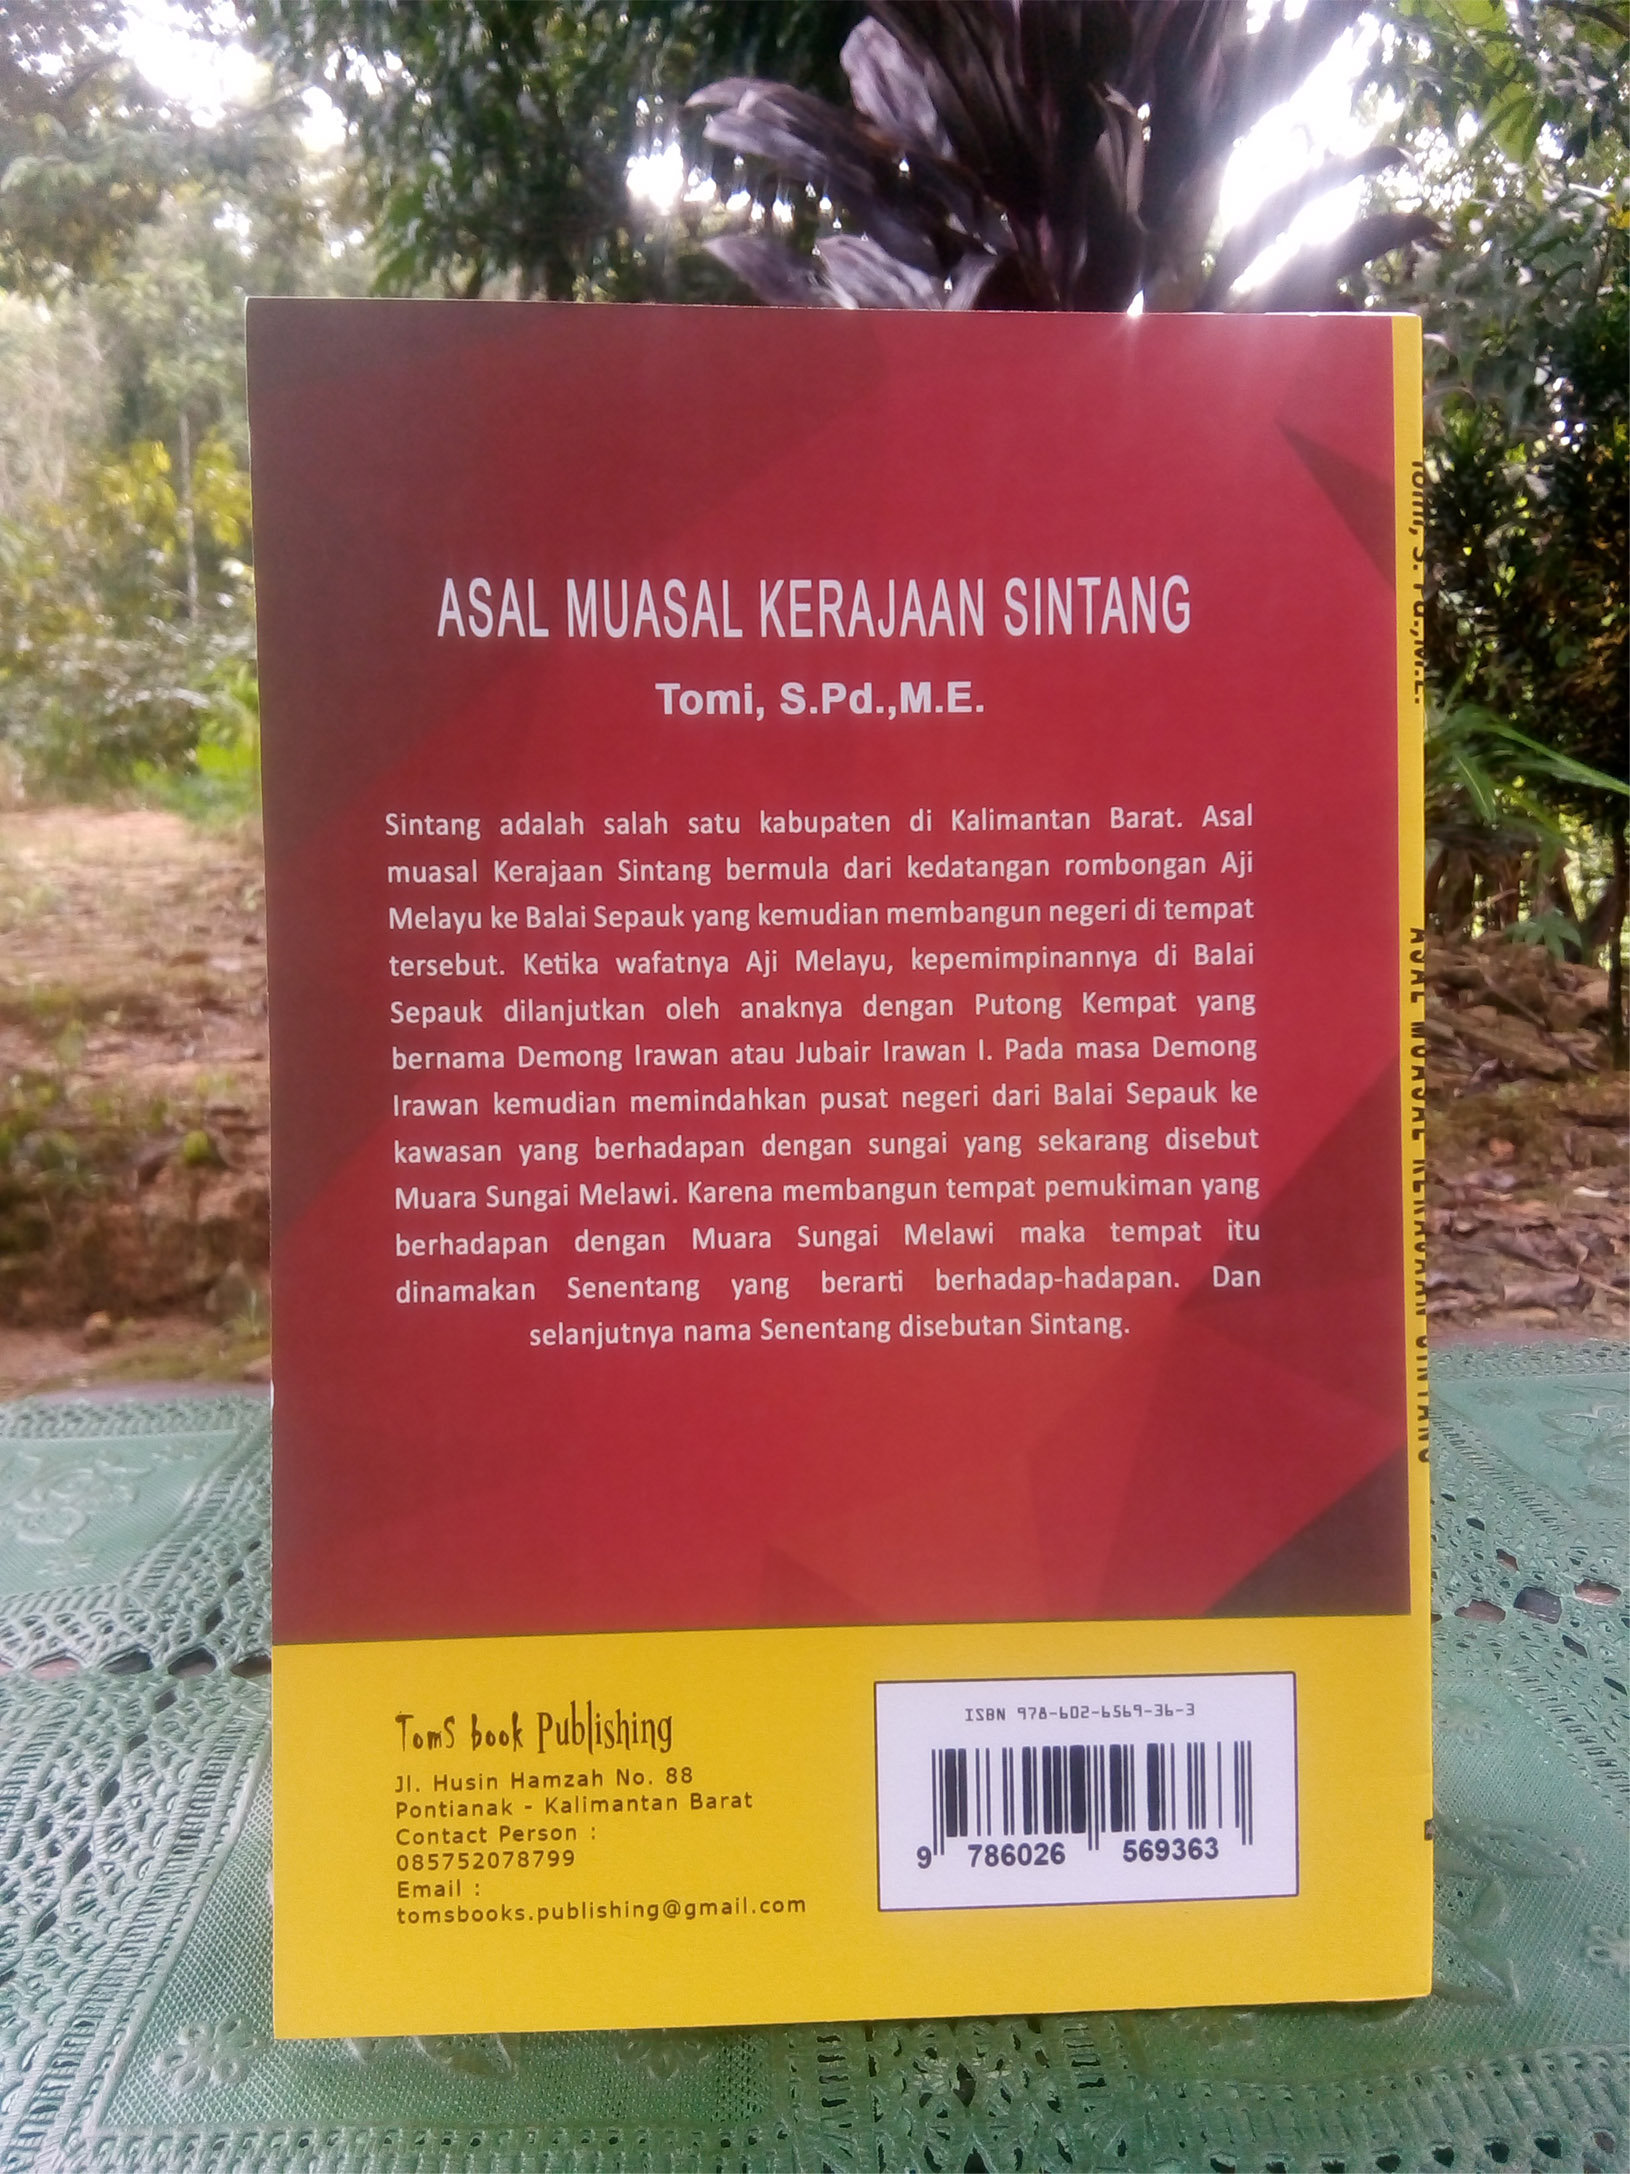 ASAL MUASAL KERAJAAN SINTANG
Tomi, S.Pd.,M.E.
Sintang adalah salah satu kabupaten di Kalimantan Barat. Asal
muasal Kerajaan Sintang bermula dari kedatangan rombongan Aji
Melayu ke Balai Sepauk yang kemudian membangun negeri di tempat
tersebut. Ketika wafatnya Aji Melayu, kepemimpinannya di Balai
Sepauk dilanjutkan oleh anaknya dengan Putong Kempat yang
bernama Demong Irawan atau Jubair Irawan I. Pada masa Demong
Irawan kemudian memindahkan pusat negeri dari Balai Sepauk ke
kawasan yang berhadapan dengan sungai yang sekarang disebut
Muara Sungai Melawi. Karena membangun tempat pemukiman yang
berhadapan dengan Muara Sungai Melawi maka tempat itu
dinamakan Senentang yang berarti berhadap-hadapan. Dan
selanjutnya nama Senentang disebutan Sintang.
TomS book Publishing
Jl. Husin Hamzah No. 88
Pontianak - Kalimantan Barat
Contact Person :
085752078799
Email :
tomsbooks.publishing@gmail.com
ISBN 978-602-6569-36-3
9 786026 569363
Tomi, S.Pd.,M.E.
ASAL MUASAL KERAJAAN SINTANG